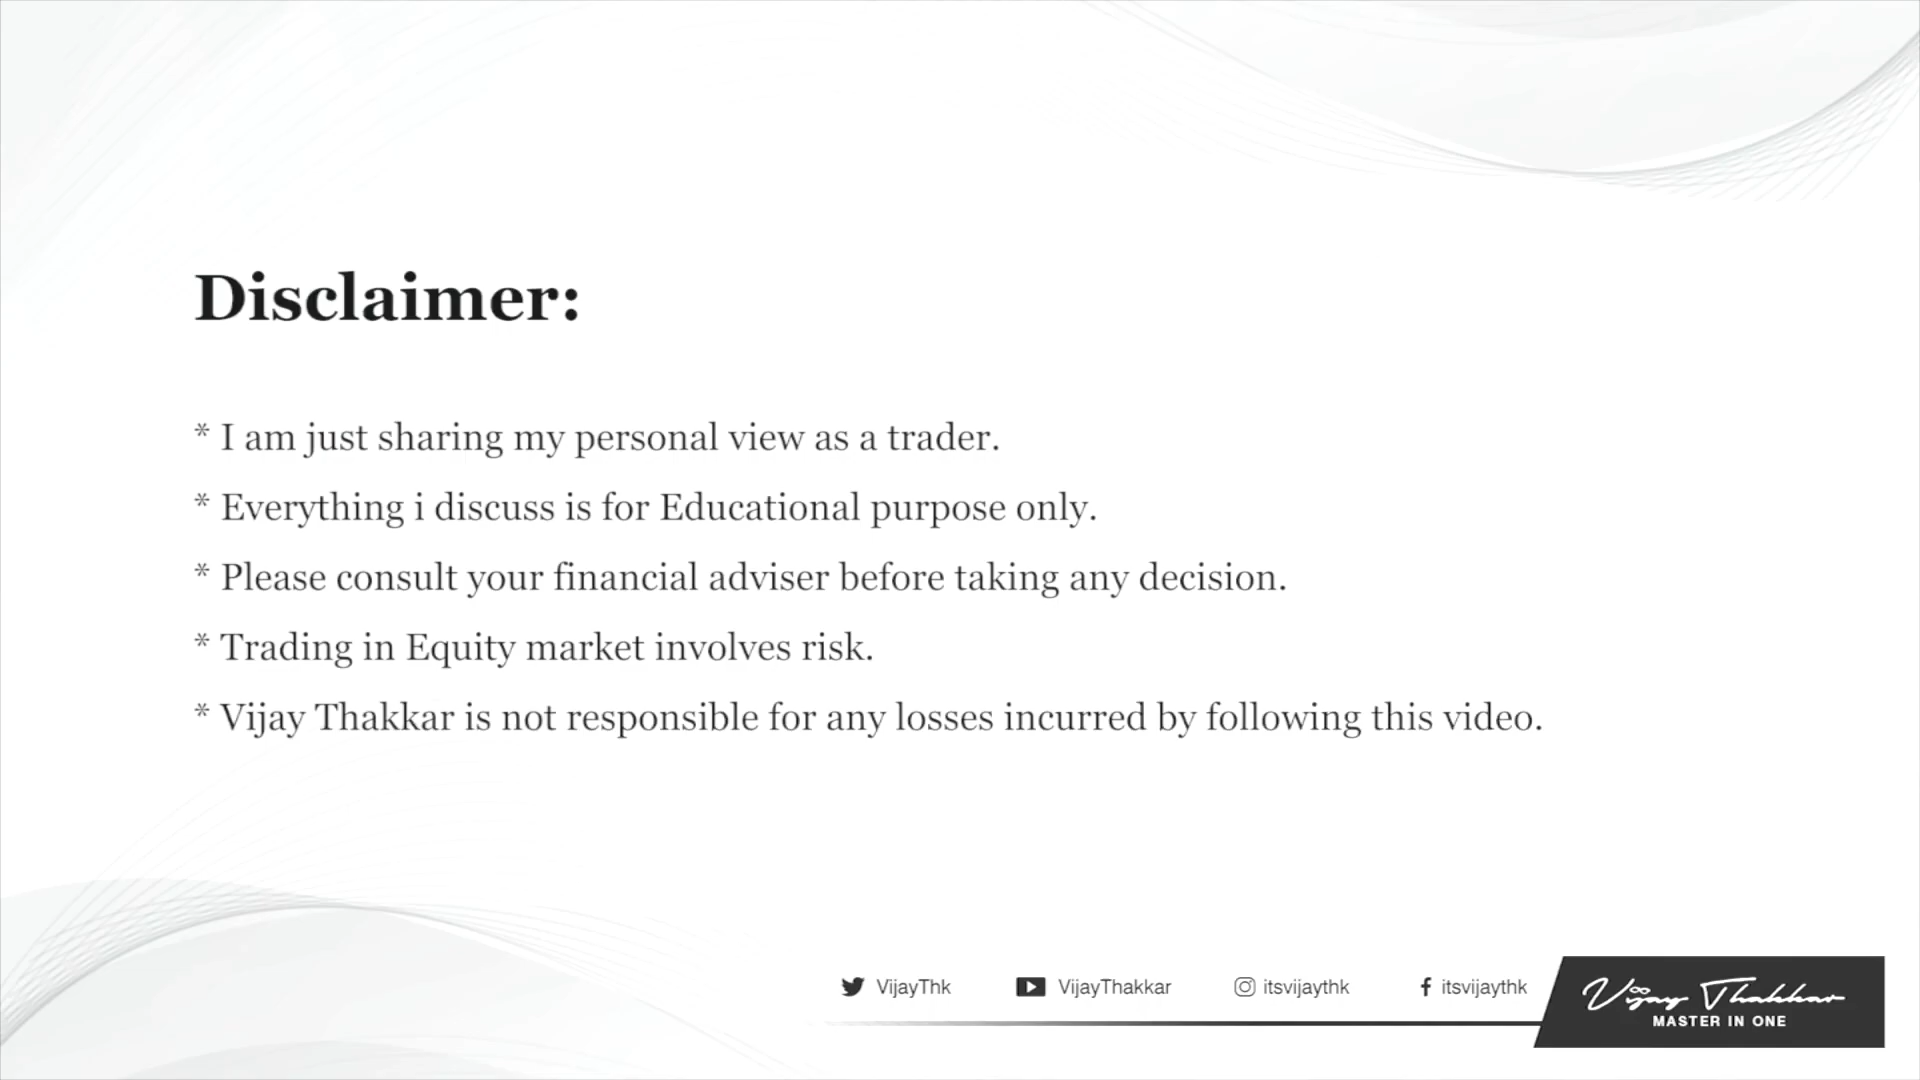 Disclaimer:
* I am just sharing my personal view as a trader.
* Everything i discuss is for Educational purpose only.
* Please consult your financial adviser before taking any decision.
* Trading in Equity market involves risk.
* Vijay Thakkar is not responsible for any losses incurred by following this video.
VijayThk VijayThakkar itsvijaythk itsvijaythk
Vijay Thakkar
MASTER IN ONE